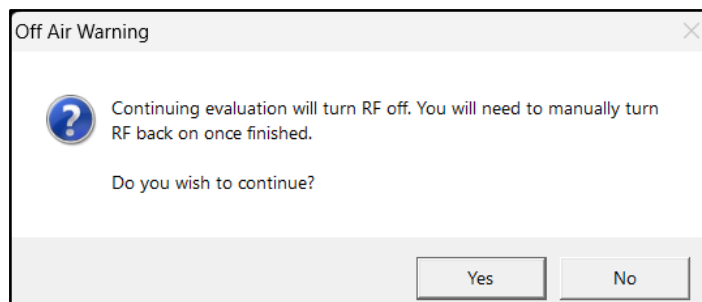 Off Air Warning
Continuing evaluation will turn RF off. You will need to manually turn
RF back on once finished.
Do you wish to continue?
Yes
No